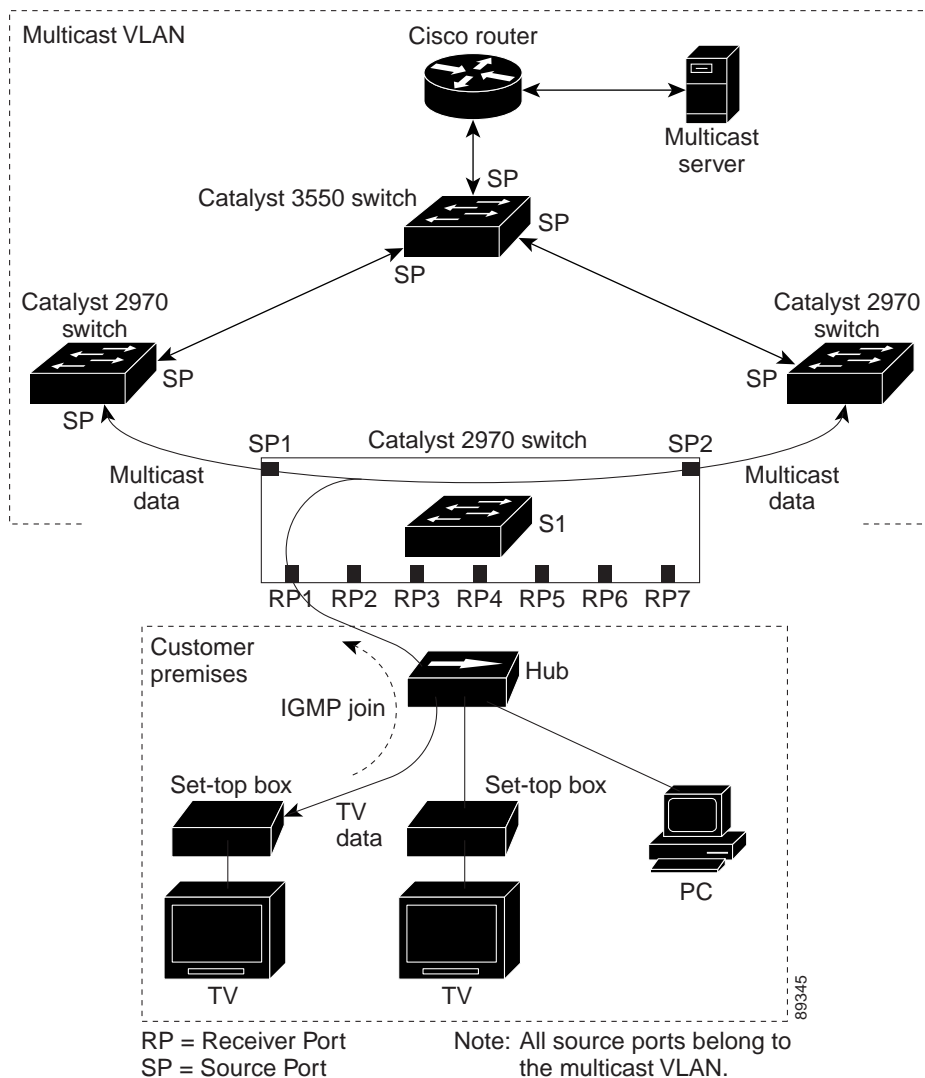 Multicast VLAN
Cisco router
Multicast
server
SP
Catalyst 3550 switch
SP
SP
Catalyst 2970
switch
Catalyst 2970
switch
SP
SP
SP
SP1
Catalyst 2970 switch
SP2
Multicast
data
Multicast
data
S1
RP1
RP2
RP3
RP4
RP5
RP6
RP7
Customer
premises
Hub
IGMP join
Set-top box
Set-top box
TV
data
PC
TV
TV
89345
RP = Receiver Port
SP = Source Port
Note: All source ports belong to
the multicast VLAN.